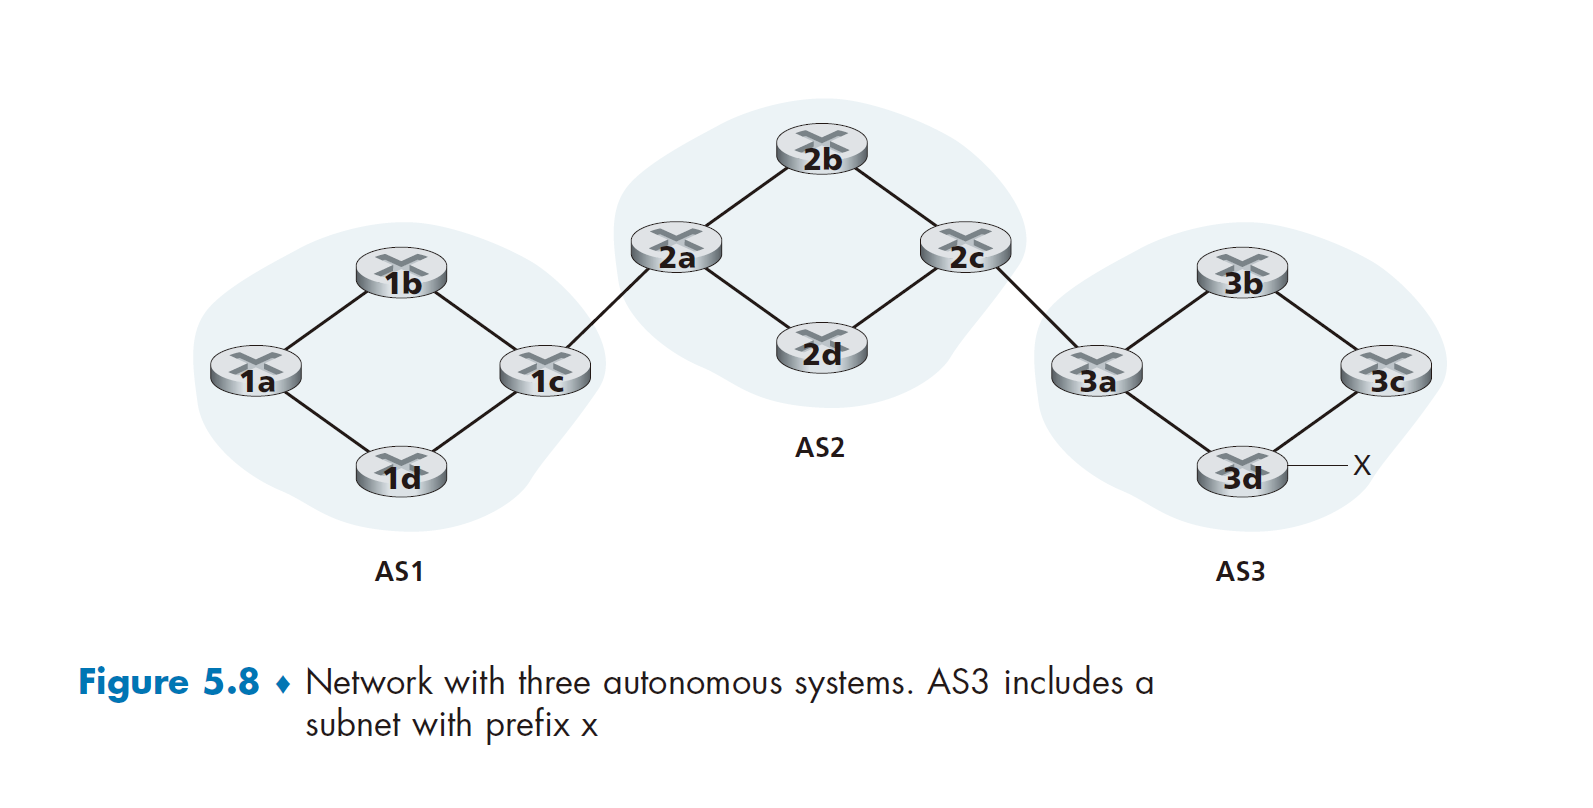 2b
2a
2c
2d
AS2
1b
1a
1c
1d
AS1
3b
3a
3c
3d
X
AS3
Figure 5.8 ♦ Network with three autonomous systems. AS3 includes a
subnet with prefix x